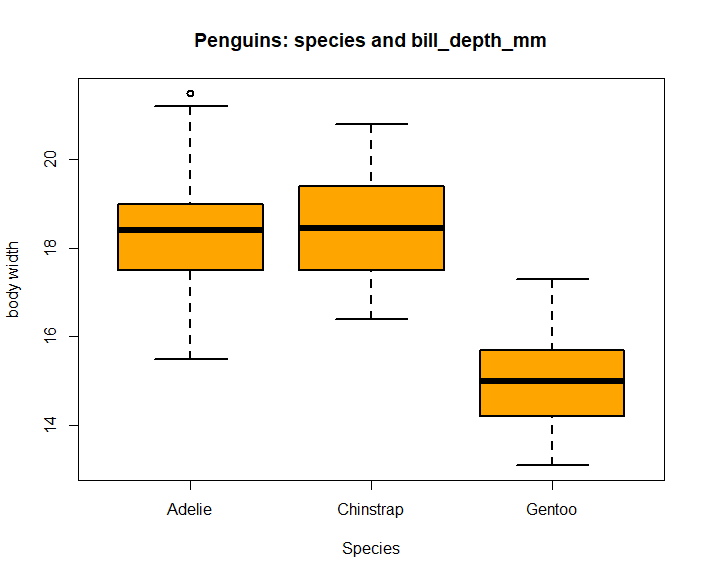 Penguins: species and bill_depth_mm
body width
20
18
16
14
Adelie Chinstrap Gentoo
Species